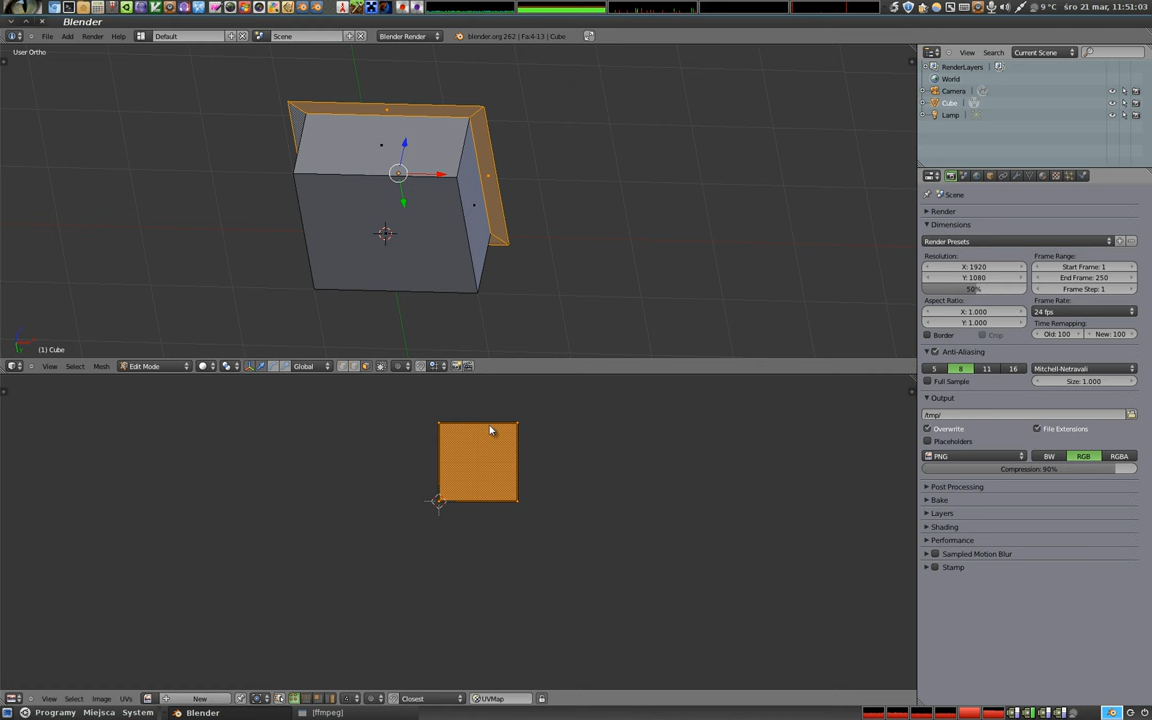 9 °C śro 21 mar, 11:51:03
Blender
File Add Render Help Default Scene Blender Render blender.org 262 | Fa:4-13 | Cube
View Search Current Scene
User Ortho
RenderLayers
World
Camera
Cube
Lamp
Scene
Render
Dimensions
Render Presets
Resolution: Frame Range:
X: 1920 Start Frame: 1
Y: 1080 End Frame: 250
50% Frame Step: 1
Aspect Ratio: Frame Rate:
X: 1.000 24 fps
Y: 1.000 Time Remapping:
Border Crop Old: 100 New: 100
Anti-Aliasing
5 8 11 16 Mitchell-Netravali
Full Sample Size: 1.000
Output
/tmp/
Overwrite File Extensions
Placeholders
PNG BW RGB RGBA
Compression: 90%
Post Processing
Bake
Layers
Shading
Performance
Sampled Motion Blur
Stamp
(1) Cube
View Select Mesh Edit Mode Global
View Select Image UVs New Closest UVMap
Programy Miejsca System Blender [ffmpeg]